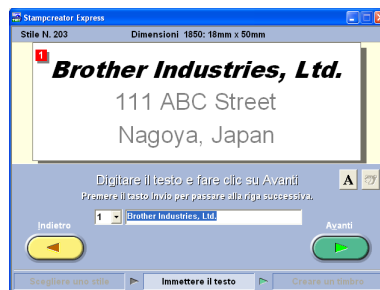 Stampcreator Express
Stile N. 203 Dimensioni 1850: 18mm x 50mm
1
Brother Industries, Ltd.
111 ABC Street
Nagoya, Japan
Digitare il testo e fare clic su Avanti
A
Premere il tasto Invio per passare alla riga successiva.
Indietro 1 Brother Industries, Ltd. Avanti
Scegliere uno stile Immettere il testo Creare un timbro